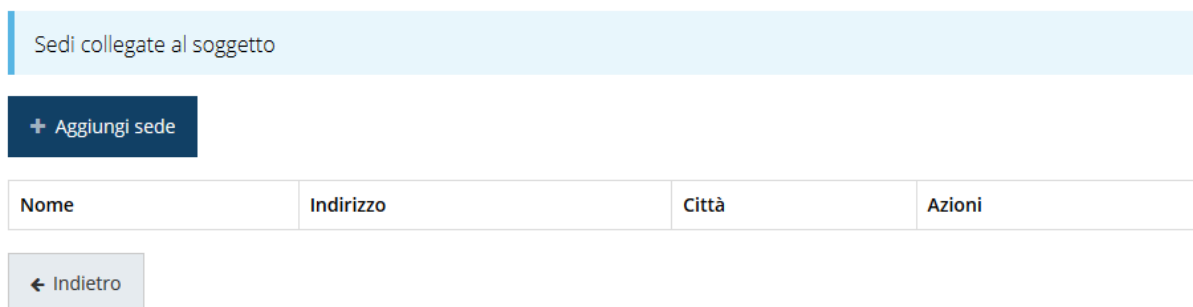 Sedi collegate al soggetto
+ Aggiungi sede
Nome Indirizzo Città Azioni
← Indietro